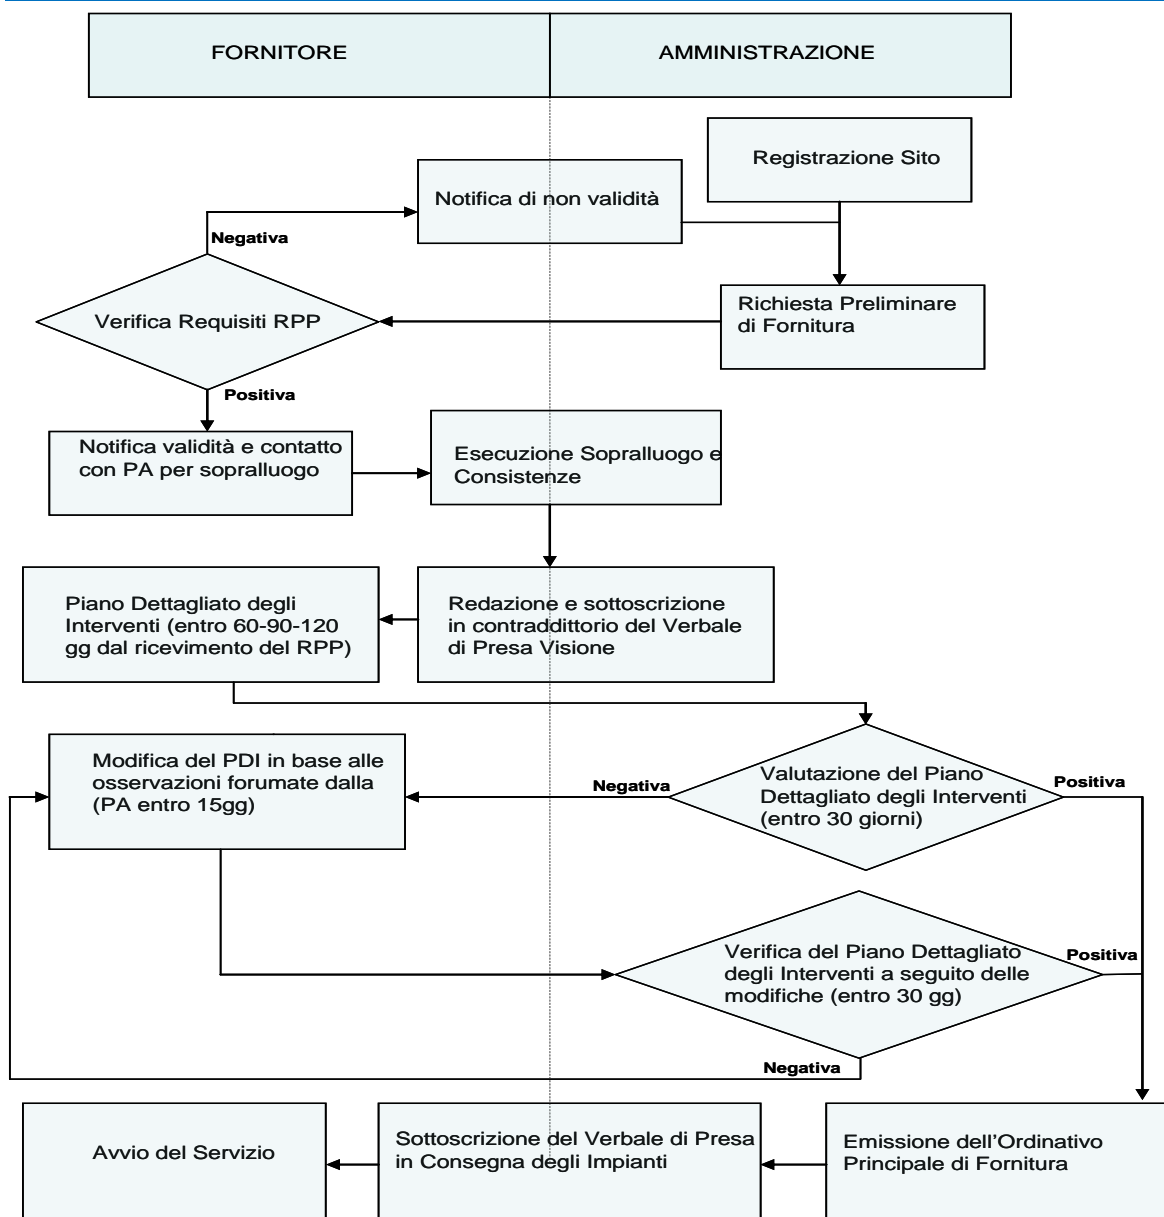 FORNITORE
AMMINISTRAZIONE
Registrazione Sito
Notifica di non validità
Negativa
Verifica Requisiti RPP
Richiesta Preliminare
di Fornitura
Positiva
Notifica validità e contatto
con PA per sopralluogo
Esecuzione Sopralluogo e
Consistenze
Piano Dettagliato degli
Interventi (entro 60-90-120
gg dal ricevimento del RPP)
Redazione e sottoscrizione
in contraddittorio del Verbale
di Presa Visione
Modifica del PDI in base alle
osservazioni forumate dalla
(PA entro 15gg)
Negativa
Valutazione del Piano
Dettagliato degli Interventi
(entro 30 giorni)
Positiva
Verifica del Piano Dettagliato
degli Interventi a seguito delle
modifiche (entro 30 gg)
Positiva
Negativa
Avvio del Servizio
Sottoscrizione del Verbale di Presa
in Consegna degli Impianti
Emissione dell'Ordinativo
Principale di Fornitura